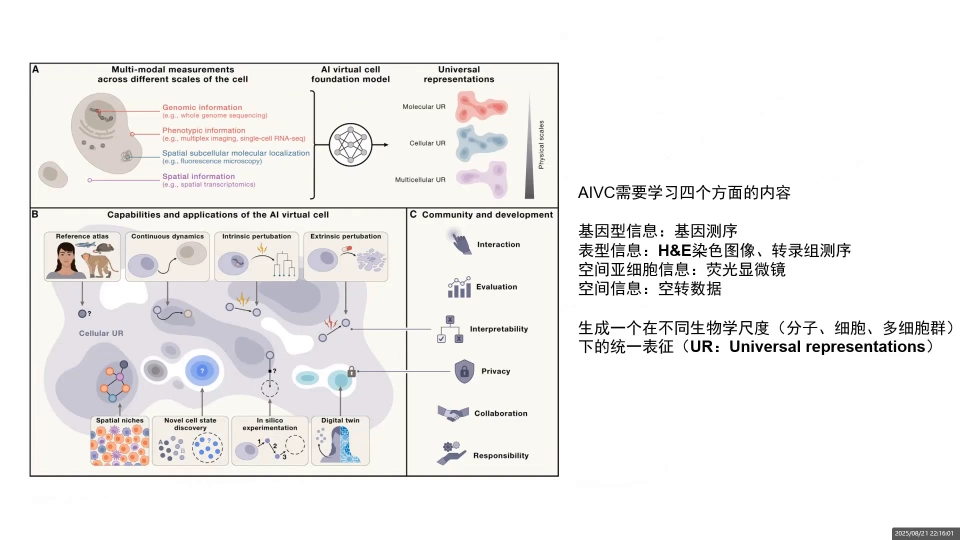 A
Multi-modal measurements
across different scales of the cell
AI virtual cell
foundation model
Universal
representations
Genomic information
(e.g., whole genome sequencing)
Phenotypic information
(e.g., multiplex imaging, single-cell RNA-seq)
Spatial subcellular molecular localization
(e.g., fluorescence microscopy)
Spatial information
(e.g., spatial transcriptomics)
Molecular UR
Cellular UR
Multicellular UR
Physical scales
B
Capabilities and applications of the AI virtual cell
Reference atlas
Continuous dynamics
Intrinsic pertubation
Extrinsic pertubation
?
Cellular UR
?
?
Spatial niches
Novel cell state
discovery
?
In silico
experimentation
1
2
3
Digital twin
C Community and development
Interaction
Evaluation
Interpretability
Privacy
Collaboration
Responsibility
AIVC需要学习四个方面的内容
基因型信息：基因测序
表型信息：H&E染色图像、转录组测序
空间亚细胞信息：荧光显微镜
空间信息：空转数据
生成一个在不同生物学尺度（分子、细胞、多细胞群）
下的统一表征（UR：Universal representations）
2025/08/21 22:16:01